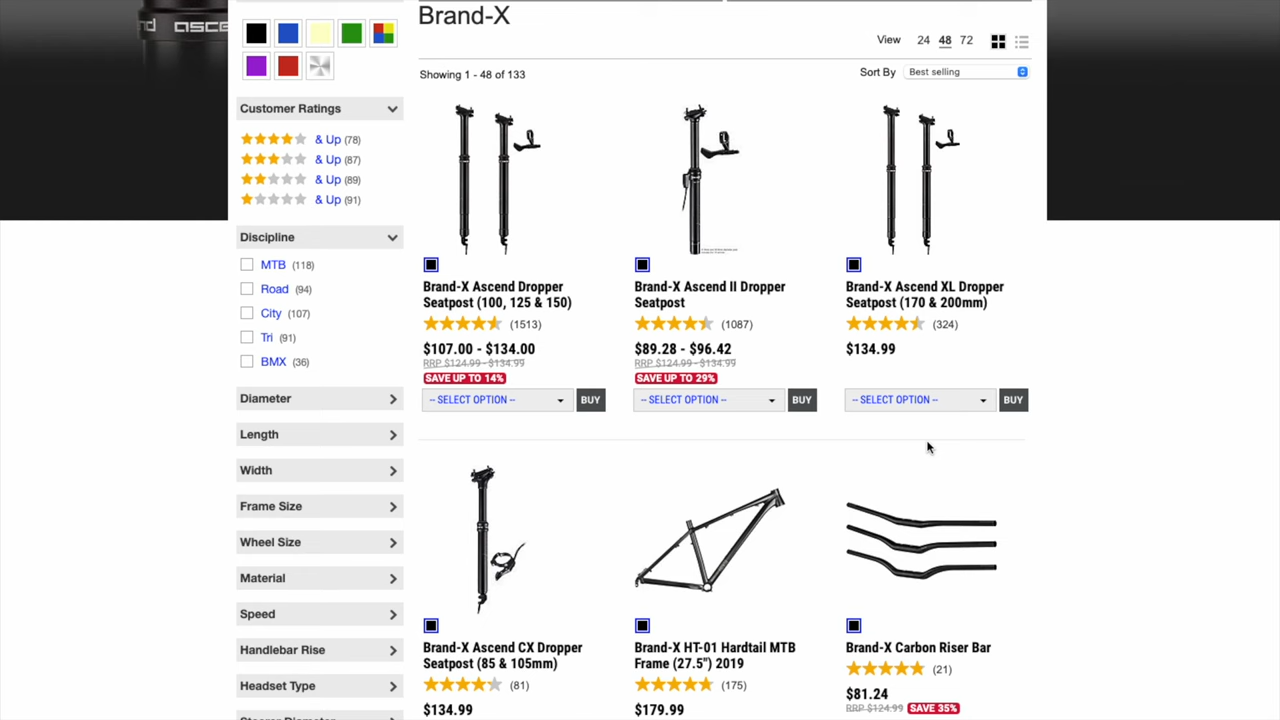 ASCE
Brand-X
View 24 48 72
Showing 1 - 48 of 133
Sort By Best selling
Customer Ratings
& Up (78)
& Up (87)
& Up (89)
& Up (91)
Discipline
MTB (118)
Road (94)
City (107)
Tri (91)
BMX (36)
Diameter
Length
Width
Frame Size
Wheel Size
Material
Speed
Handlebar Rise
Headset Type
Brand-X Ascend Dropper
Seatpost (100, 125 & 150)
(1513)
$107.00 - $134.00
RRP $124.99 - $134.99
SAVE UP TO 14%
-- SELECT OPTION -- BUY
Brand-X Ascend II Dropper
Seatpost
(1087)
$89.28 - $96.42
RRP $124.99 - $134.99
SAVE UP TO 29%
-- SELECT OPTION -- BUY
Brand-X Ascend XL Dropper
Seatpost (170 & 200mm)
(324)
$134.99
-- SELECT OPTION -- BUY
Brand-X Ascend CX Dropper
Seatpost (85 & 105mm)
(81)
$134.99
Brand-X HT-01 Hardtail MTB
Frame (27.5") 2019
(175)
$179.99
Brand-X Carbon Riser Bar
(21)
$81.24
RRP $124.99 SAVE 35%